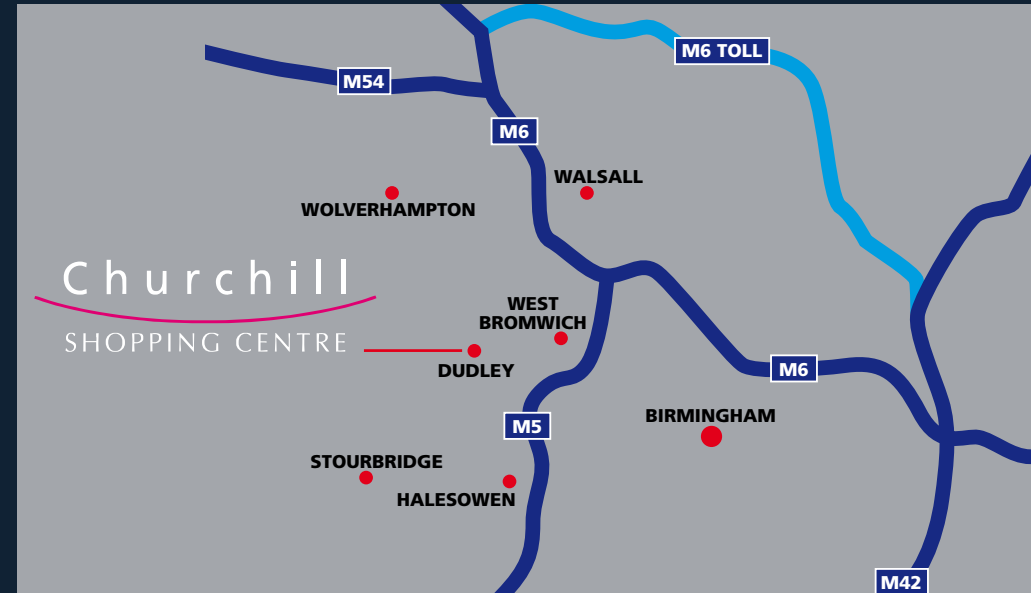 M6 TOLL
M54
M6
WALSALL
WOLVERHAMPTON
Churchill
SHOPPING CENTRE
WEST
BROMWICH
DUDLEY
M6
BIRMINGHAM
M5
STOURBRIDGE
HALESOWEN
M42